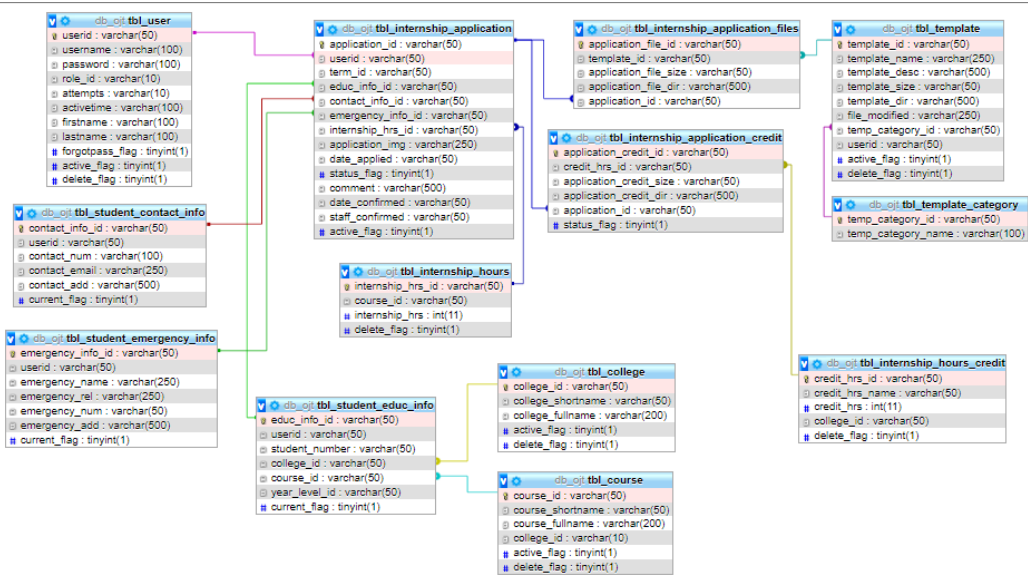 db_ojt tbl_user
userid : varchar(50)
username : varchar(100)
password : varchar(100)
role_id : varchar(10)
attempts : varchar(10)
activetime : varchar(100)
firstname : varchar(100)
lastname : varchar(100)
# forgotpass_flag : tinyint(1)
# active_flag : tinyint(1)
# delete_flag : tinyint(1)
db_ojt tbl_internship_application
application_id : varchar(50)
userid : varchar(50)
term_id : varchar(50)
educ_info_id : varchar(50)
contact_info_id : varchar(50)
emergency_info_id : varchar(50)
internship_hrs_id : varchar(50)
application_img : varchar(250)
date_applied : varchar(50)
# status_flag : tinyint(1)
comment : varchar(500)
date_confirmed : varchar(50)
staff_confirmed : varchar(50)
# active_flag : tinyint(1)
db_ojt tbl_internship_application_files
application_file_id : varchar(50)
template_id : varchar(50)
application_file_size : varchar(50)
application_file_dir : varchar(500)
application_id : varchar(50)
db_ojt tbl_template
template_id : varchar(50)
template_name : varchar(250)
template_desc : varchar(500)
template_size : varchar(50)
template_dir : varchar(500)
file_modified : varchar(250)
temp_category_id : varchar(50)
userid : varchar(50)
# active_flag : tinyint(1)
# delete_flag : tinyint(1)
db_ojt tbl_internship_application_credit
application_credit_id : varchar(50)
credit_hrs_id : varchar(50)
application_credit_size : varchar(50)
application_credit_dir : varchar(500)
application_id : varchar(50)
# status_flag : tinyint(1)
db_ojt tbl_template_category
temp_category_id : varchar(50)
temp_category_name : varchar(100)
db_ojt tbl_student_contact_info
contact_info_id : varchar(50)
userid : varchar(50)
contact_num : varchar(100)
contact_email : varchar(250)
contact_add : varchar(500)
# current_flag : tinyint(1)
db_ojt tbl_internship_hours
internship_hrs_id : varchar(50)
course_id : varchar(50)
# internship_hrs : int(11)
# delete_flag : tinyint(1)
db_ojt tbl_student_emergency_info
emergency_info_id : varchar(50)
userid : varchar(50)
emergency_name : varchar(250)
emergency_rel : varchar(250)
emergency_num : varchar(50)
emergency_add : varchar(500)
# current_flag : tinyint(1)
db_ojt tbl_internship_hours_credit
credit_hrs_id : varchar(50)
credit_hrs_name : varchar(50)
# credit_hrs : int(11)
college_id : varchar(50)
# delete_flag : tinyint(1)
db_ojt tbl_college
college_id : varchar(50)
college_shortname : varchar(50)
college_fullname : varchar(200)
# active_flag : tinyint(1)
# delete_flag : tinyint(1)
db_ojt tbl_student_educ_info
educ_info_id : varchar(50)
userid : varchar(50)
student_number : varchar(50)
college_id : varchar(50)
course_id : varchar(50)
year_level_id : varchar(50)
# current_flag : tinyint(1)
db_ojt tbl_course
course_id : varchar(50)
course_shortname : varchar(50)
course_fullname : varchar(200)
college_id : varchar(10)
# active_flag : tinyint(1)
# delete_flag : tinyint(1)